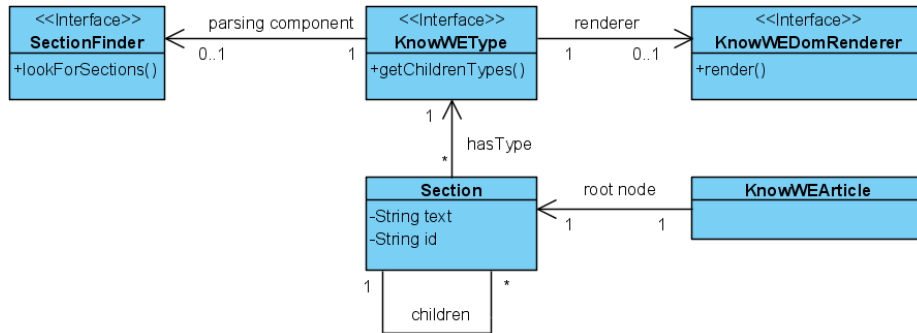 <<Interface>>
SectionFinder
+lookForSections()
parsing component
0..1
1
<<Interface>>
KnowWEType
+getChildrenTypes()
renderer
1
0..1
<<Interface>>
KnowWEDomRenderer
+render()
1
hasType
*
Section
-String text
-String id
root node
1
1
KnowWEArticle
1
*
children